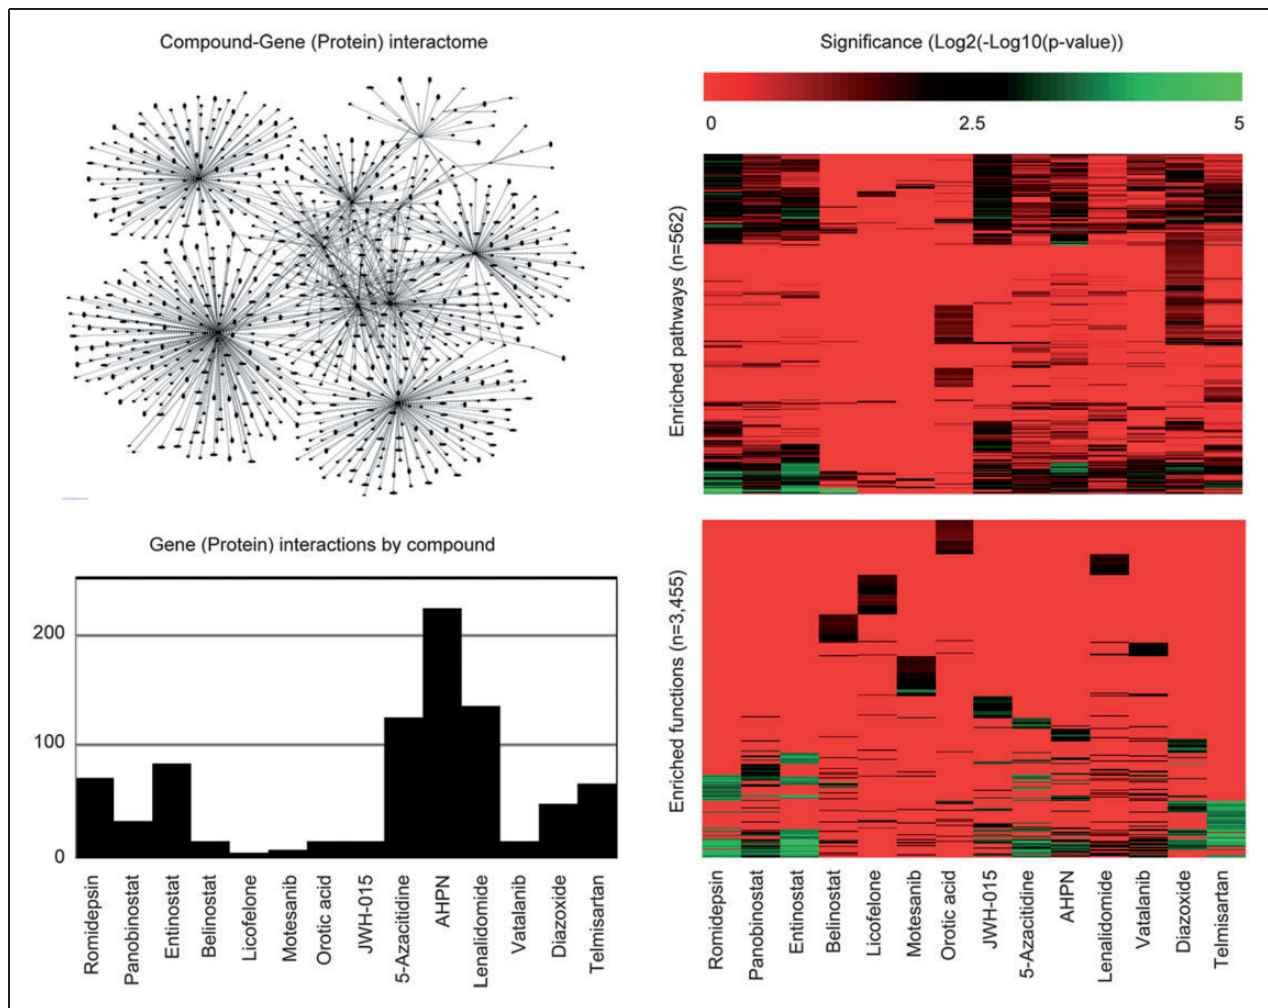 Compound-Gene (Protein) interactome
Significance (Log2(-Log10(p-value))
0
2.5
5
Enriched pathways (n=562)
Gene (Protein) interactions by compound
200
100
0
Romidepsin
Panobinostat
Entinostat
Belinostat
Licofelone
Motesanib
Orotic acid
JWH-015
5-Azacitidine
AHPN
Lenalidomide
Vatalanib
Diazoxide
Telmisartan
Enriched functions (n=3,455)
Romidepsin
Panobinostat
Entinostat
Belinostat
Licofelone
Motesanib
Orotic acid
JWH-015
5-Azacitidine
AHPN
Lenalidomide
Vatalanib
Diazoxide
Telmisartan